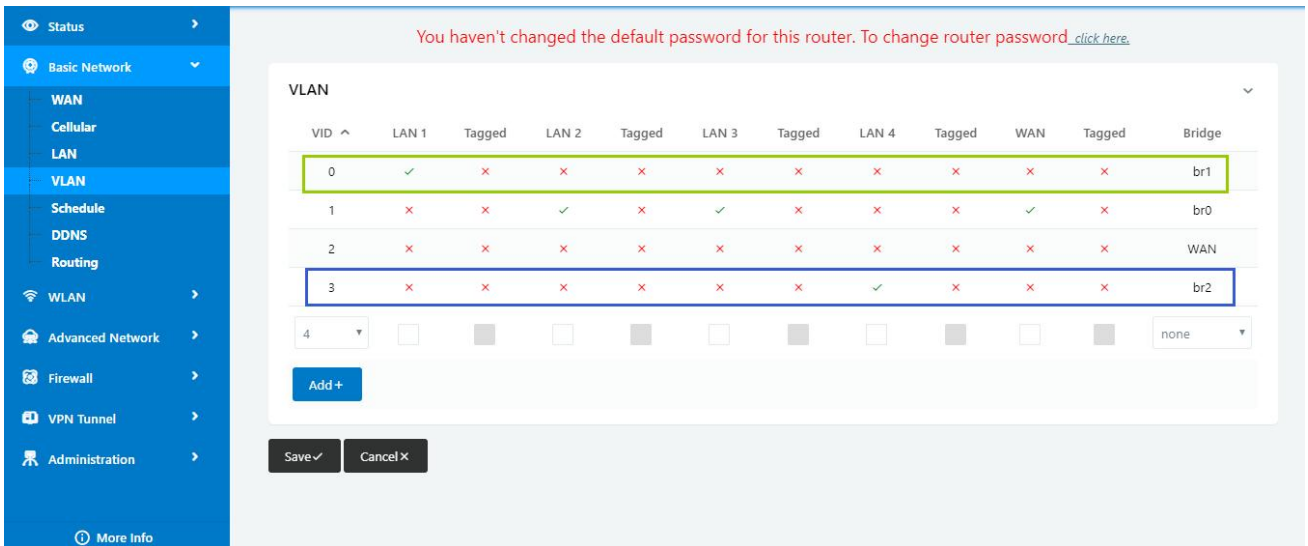 You haven't changed the default password for this router. To change router password click here.
Status
Basic Network
WAN
Cellular
LAN
VLAN
Schedule
DDNS
Routing
WLAN
Advanced Network
Firewall
VPN Tunnel
Administration
More Info
VLAN
VID LAN 1 Tagged LAN 2 Tagged LAN 3 Tagged LAN 4 Tagged WAN Tagged Bridge
0 ✓ × × × × × × × × × br1
1 × × ✓ × ✓ × × × ✓ × br0
2 × × × × × × × × × × WAN
3 × × × × × × ✓ × × × br2
4 none
Add+
Save✓ Cancel×